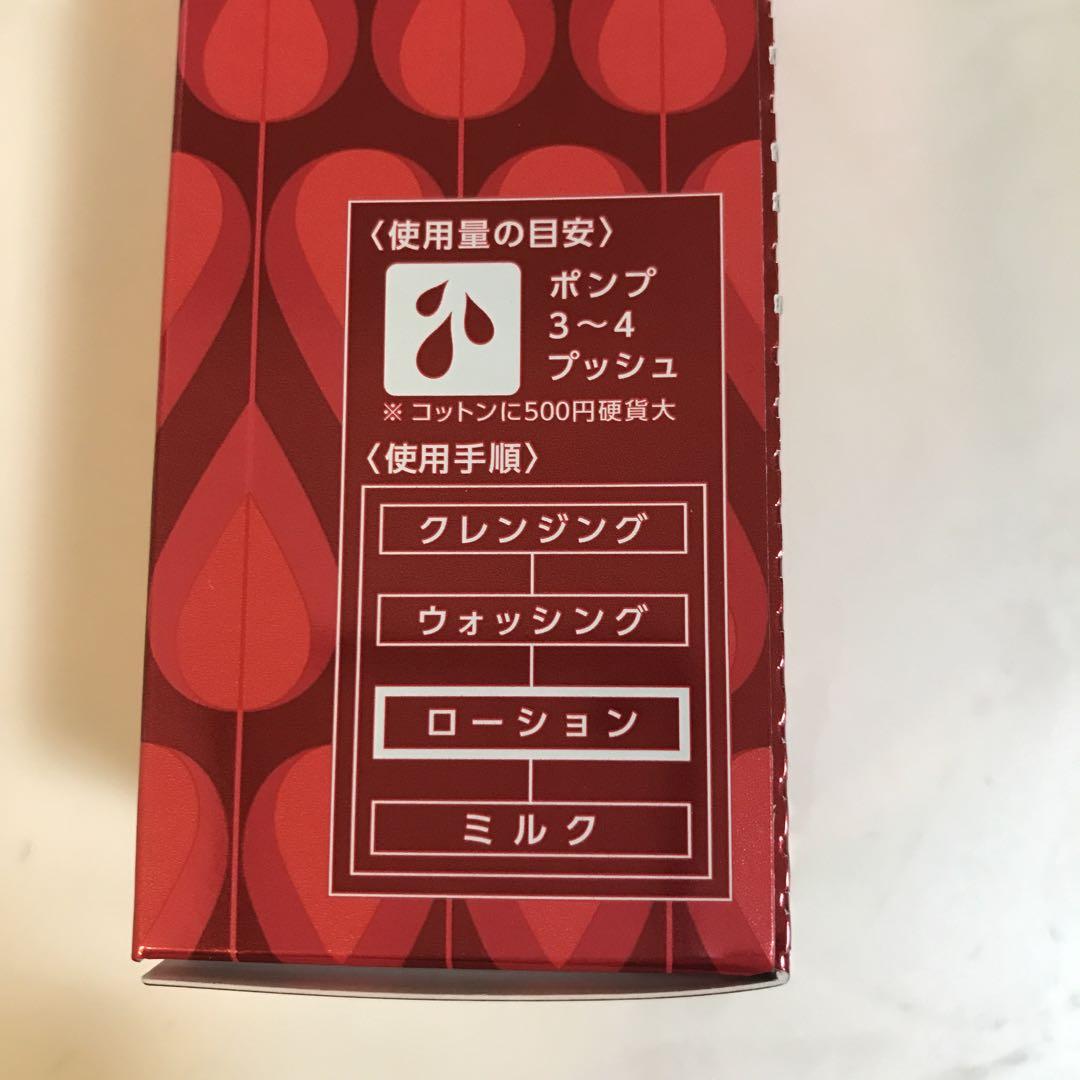 〈使用量の目安〉
ポンプ
3～4
プッシュ
※ コットンに500円硬貨大
〈使用手順〉
クレンジング
ウォッシング
ローション
ミルク